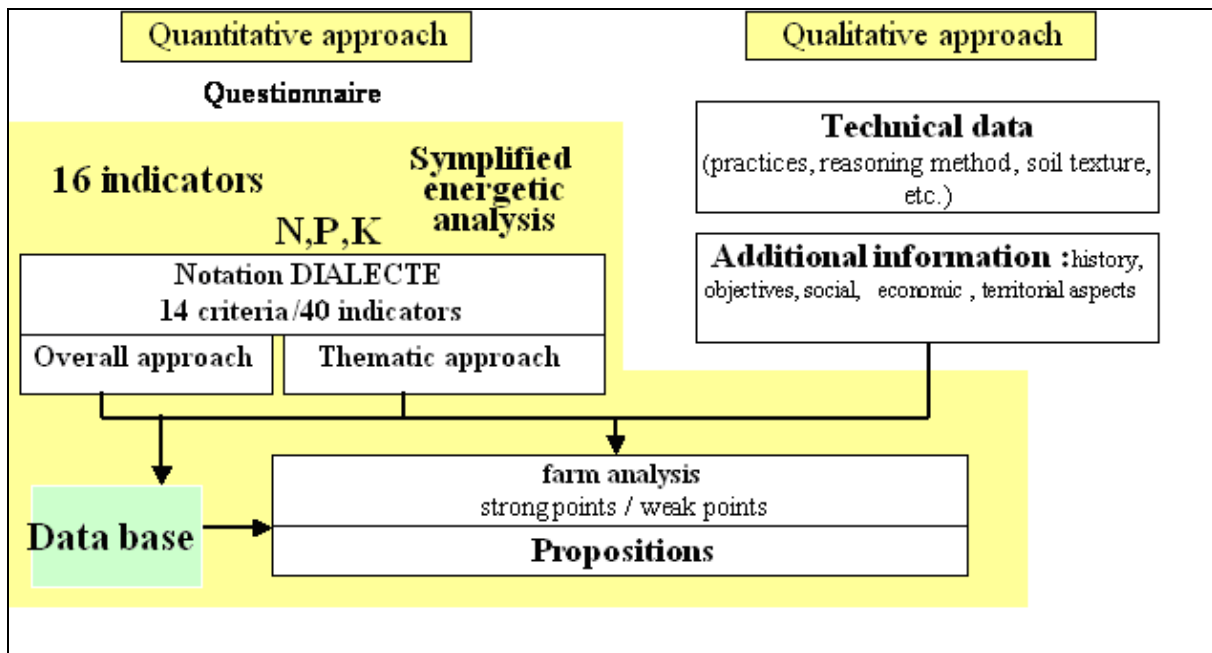 Quantitative approach
Qualitative approach
Questionnaire
Technical data
(practices, reasoning method, soil texture,
etc.)
16 indicators
Symplified
energetic
analysis
N,P,K
Additional information : history,
objectives, social, economic , territorial aspects
Notation DIALECTE
14 criteria/40 indicators
Overall approach
Thematic approach
farm analysis
strong points / weak points
Data base
Propositions